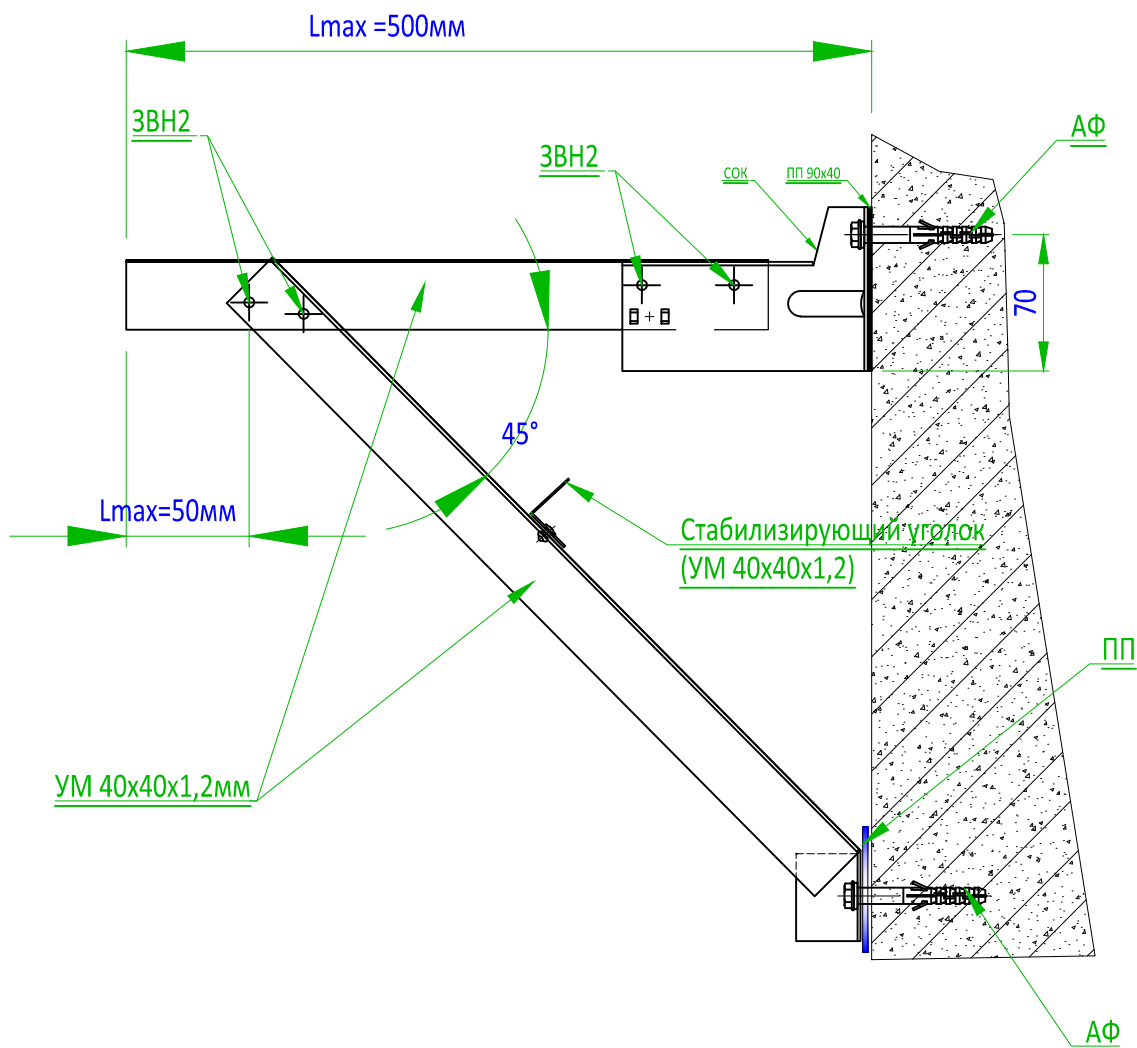 Lmax =500мм
ЗВН2
ЗВН2
СОК
ПП 90х40
АФ
70
45°
Lmax=50мм
Стабилизирующий уголок
(УМ 40х40х1,2)
ПП
УМ 40х40х1,2мм
АФ